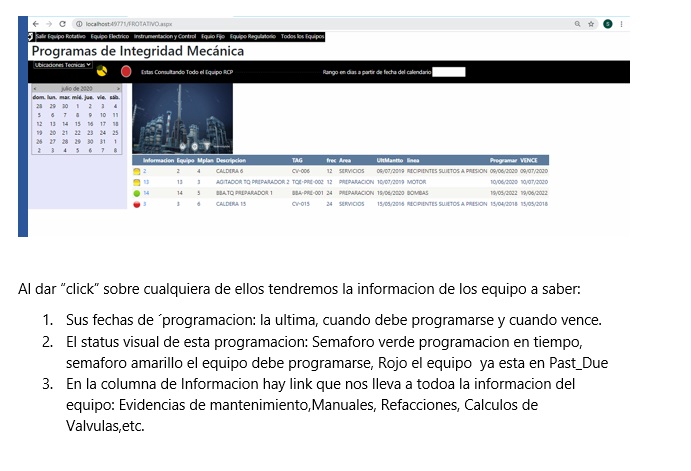 localhost:49771/FROTATIVO.aspx
Salir Equipo Rotativo Equipo Electrico Instrumentacion y Control Equio Fijo Equipo Regulatorio Todos los Equipos
Programas de Integridad Mecánica
Ubicaciones Tecnicas Estas Consultando Todo el Equipo RCP Rango en dias a partir de fecha del calendario
< julio de 2020 >
dom. lun. mar. mié. jue. vie. sáb.
28 29 30 1 2 3 4
5 6 7 8 9 10 11
12 13 14 15 16 17 18
19 20 21 22 23 24 25
26 27 28 29 30 31 1
2 3 4 5 6 7 8
Informacion Equipo Mplan Descripcion TAG frec Area UltMantto linea Programar VENCE
2 2 4 CALDERA 6 CV-006 12 SERVICIOS 09/07/2019 RECIPIENTES SUJETOS A PRESION 09/06/2020 09/07/2020
13 13 3 AGITADOR TQ PREPARADOR 2 TQE-PRE-002 12 PREPARACION 10/07/2019 MOTOR 10/06/2020 10/07/2020
14 14 5 BBA.TQ PREPARADOR 1 BBA-PRE-001 24 PREPARACION 19/06/2020 BOMBAS 19/05/2022 19/06/2022
3 3 6 CALDERA 15 CV-015 24 SERVICIOS 15/05/2016 RECIPIENTES SUJETOS A PRESION 15/04/2018 15/05/2018
Al dar “click” sobre cualquiera de ellos tendremos la informacion de los equipo a saber:
1. Sus fechas de ´programacion: la ultima, cuando debe programarse y cuando vence.
2. El status visual de esta programacion: Semaforo verde programacion en tiempo,
semaforo amarillo el equipo debe programarse, Rojo el equipo ya esta en Past_Due
3. En la columna de Informacion hay link que nos lleva a todoa la informacion del
equipo: Evidencias de mantenimiento,Manuales, Refacciones, Calculos de
Valvulas,etc.